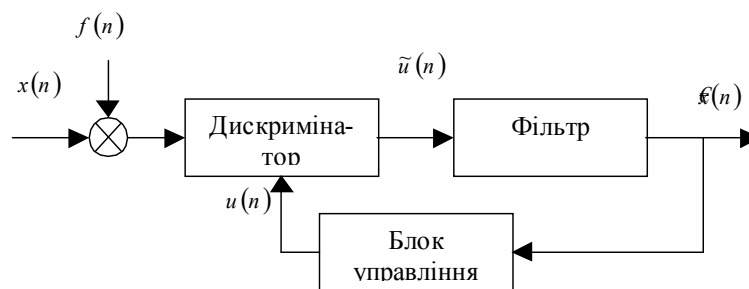 f(n)
x(n)
ũ(n)
(n)
Дискриміна-
тор
Фільтр
u(n)
Блок
управління